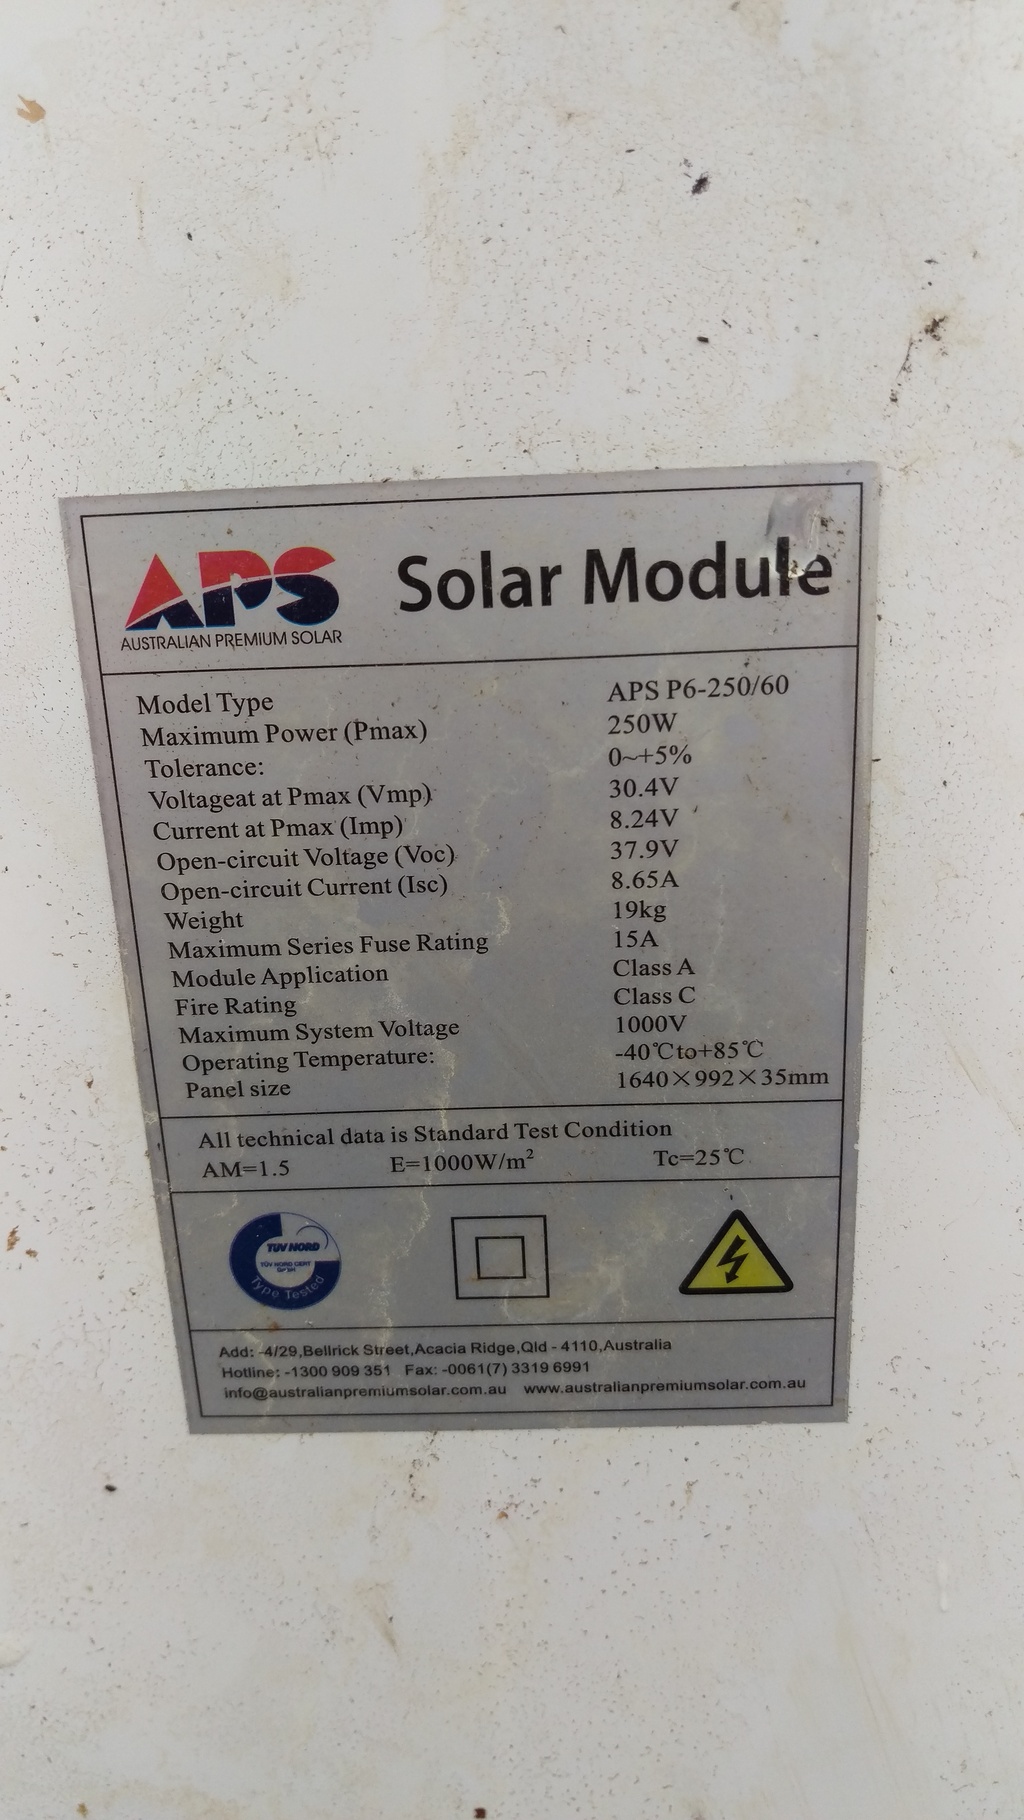 APS
AUSTRALIAN PREMIUM SOLAR
Solar Module
Model Type APS P6-250/60
Maximum Power (Pmax) 250W
Tolerance: 0~+5%
Voltageat at Pmax (Vmp) 30.4V
Current at Pmax (Imp) 8.24V
Open-circuit Voltage (Voc) 37.9V
Open-circuit Current (Isc) 8.65A
Weight 19kg
Maximum Series Fuse Rating 15A
Module Application Class A
Fire Rating Class C
Maximum System Voltage 1000V
Operating Temperature: -40℃to+85℃
Panel size 1640×992×35mm
All technical data is Standard Test Condition
AM=1.5 E=1000W/m² Tc=25℃
TÜV NORD
TÜV NORD CERT
GmbH
Type Tested
Add: -4/29,Bellrick Street,Acacia Ridge,Qld - 4110,Australia
Hotline: -1300 909 351 Fax: -0061(7) 3319 6991
info@australianpremiumsolar.com.au www.australianpremiumsolar.com.au